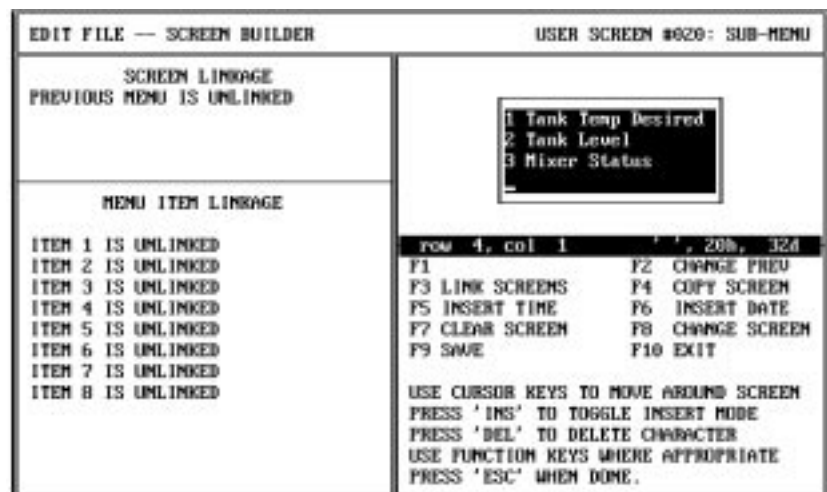 EDIT FILE -- SCREEN BUILDER
USER SCREEN #020: SUB-MENU
SCREEN LINKAGE
PREVIOUS MENU IS UNLINKED
MENU ITEM LINKAGE
ITEM 1 IS UNLINKED
ITEM 2 IS UNLINKED
ITEM 3 IS UNLINKED
ITEM 4 IS UNLINKED
ITEM 5 IS UNLINKED
ITEM 6 IS UNLINKED
ITEM 7 IS UNLINKED
ITEM 8 IS UNLINKED
1 Tank Temp Desired
2 Tank Level
3 Mixer Status
row 4, col 1 ' ', 20h, 32d
F1 F2 CHANGE PREV
F3 LINK SCREENS F4 COPY SCREEN
F5 INSERT TIME F6 INSERT DATE
F7 CLEAR SCREEN F8 CHANGE SCREEN
F9 SAVE F10 EXIT
USE CURSOR KEYS TO MOVE AROUND SCREEN
PRESS 'INS' TO TOGGLE INSERT MODE
PRESS 'DEL' TO DELETE CHARACTER
USE FUNCTION KEYS WHERE APPROPRIATE
PRESS 'ESC' WHEN DONE.